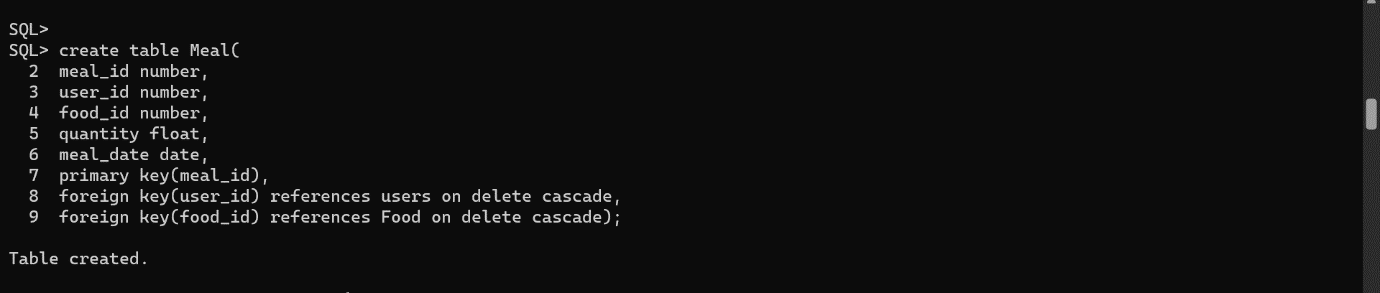 SQL>
SQL> create table Meal(
  2  meal_id number,
  3  user_id number,
  4  food_id number,
  5  quantity float,
  6  meal_date date,
  7  primary key(meal_id),
  8  foreign key(user_id) references users on delete cascade,
  9  foreign key(food_id) references Food on delete cascade);
Table created.